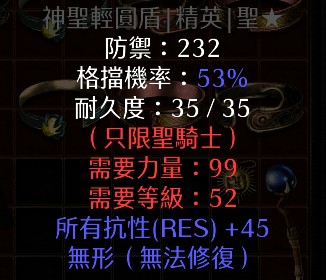 神聖輕圓盾|精英|聖★
防禦：232
格擋機率：53%
耐久度：35 / 35
（只限聖騎士）
需要力量：99
需要等級：52
所有抗性(RES) +45
無形（無法修復）